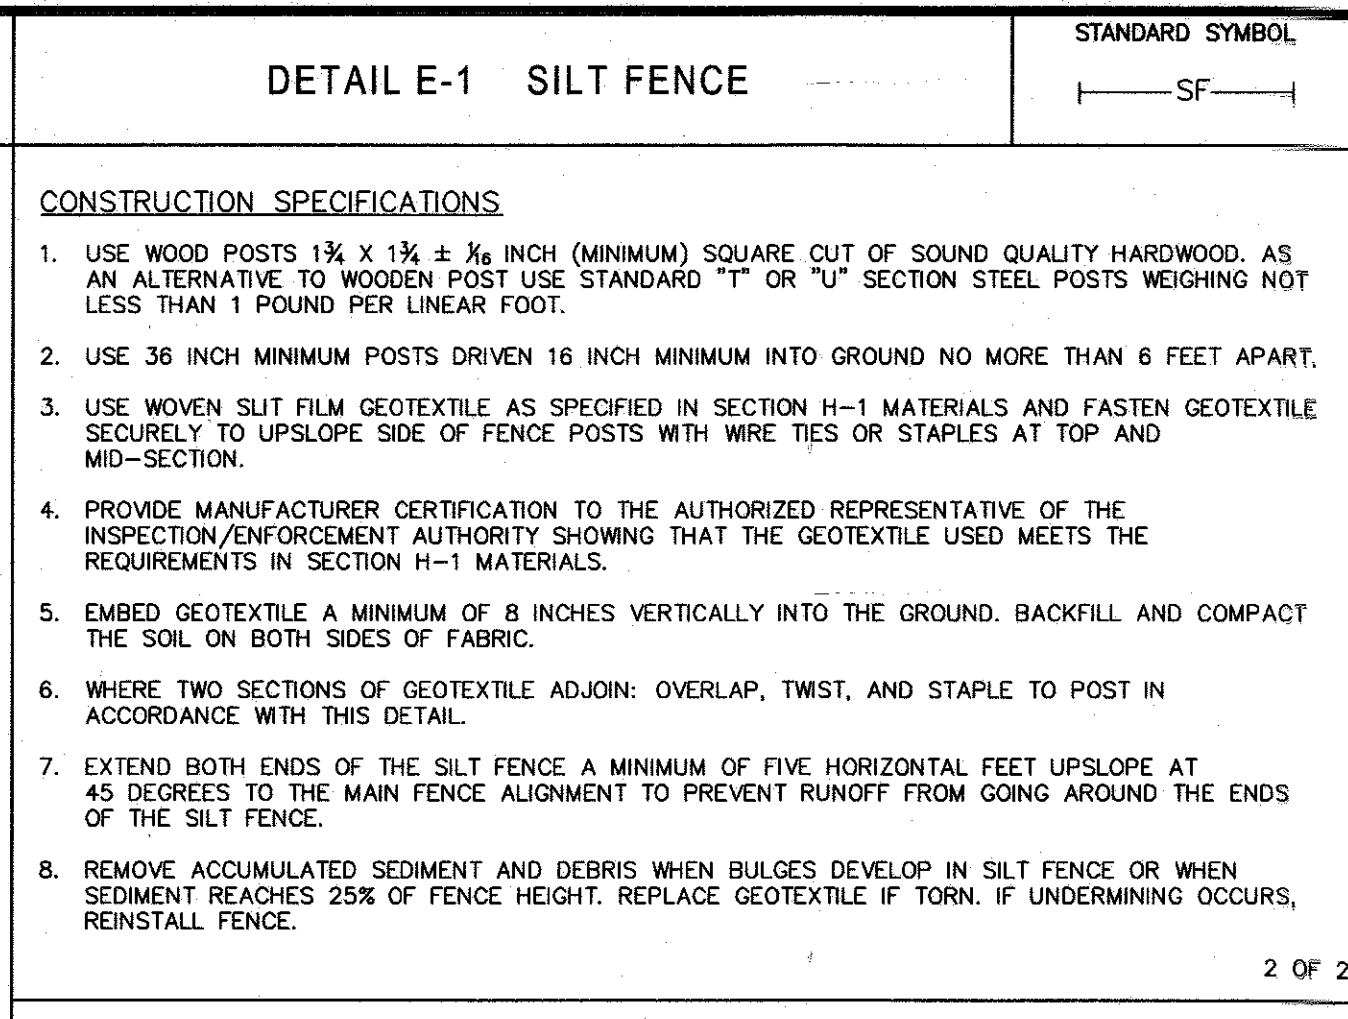 STANDARD SYMBOL
DETAIL E-1 SILT FENCE
SF
CONSTRUCTION SPECIFICATIONS
1. USE WOOD POSTS 1¾ X 1¾ ± 1⁄16 INCH (MINIMUM) SQUARE CUT OF SOUND QUALITY HARDWOOD. AS
AN ALTERNATIVE TO WOODEN POST USE STANDARD "T" OR "U" SECTION STEEL POSTS WEIGHING NOT
LESS THAN 1 POUND PER LINEAR FOOT.
2. USE 36 INCH MINIMUM POSTS DRIVEN 16 INCH MINIMUM INTO GROUND NO MORE THAN 6 FEET APART.
3. USE WOVEN SLIT FILM GEOTEXTILE AS SPECIFIED IN SECTION H-1 MATERIALS AND FASTEN GEOTEXTILE
SECURELY TO UPSLOPE SIDE OF FENCE POSTS WITH WIRE TIES OR STAPLES AT TOP AND
MID-SECTION.
4. PROVIDE MANUFACTURER CERTIFICATION TO THE AUTHORIZED REPRESENTATIVE OF THE
INSPECTION/ENFORCEMENT AUTHORITY SHOWING THAT THE GEOTEXTILE USED MEETS THE
REQUIREMENTS IN SECTION H-1 MATERIALS.
5. EMBED GEOTEXTILE A MINIMUM OF 8 INCHES VERTICALLY INTO THE GROUND. BACKFILL AND COMPACT
THE SOIL ON BOTH SIDES OF FABRIC.
6. WHERE TWO SECTIONS OF GEOTEXTILE ADJOIN: OVERLAP, TWIST, AND STAPLE TO POST IN
ACCORDANCE WITH THIS DETAIL.
7. EXTEND BOTH ENDS OF THE SILT FENCE A MINIMUM OF FIVE HORIZONTAL FEET UPSLOPE AT
45 DEGREES TO THE MAIN FENCE ALIGNMENT TO PREVENT RUNOFF FROM GOING AROUND THE ENDS
OF THE SILT FENCE.
8. REMOVE ACCUMULATED SEDIMENT AND DEBRIS WHEN BULGES DEVELOP IN SILT FENCE OR WHEN
SEDIMENT REACHES 25% OF FENCE HEIGHT. REPLACE GEOTEXTILE IF TORN. IF UNDERMINING OCCURS,
REINSTALL FENCE.
2 OF 2